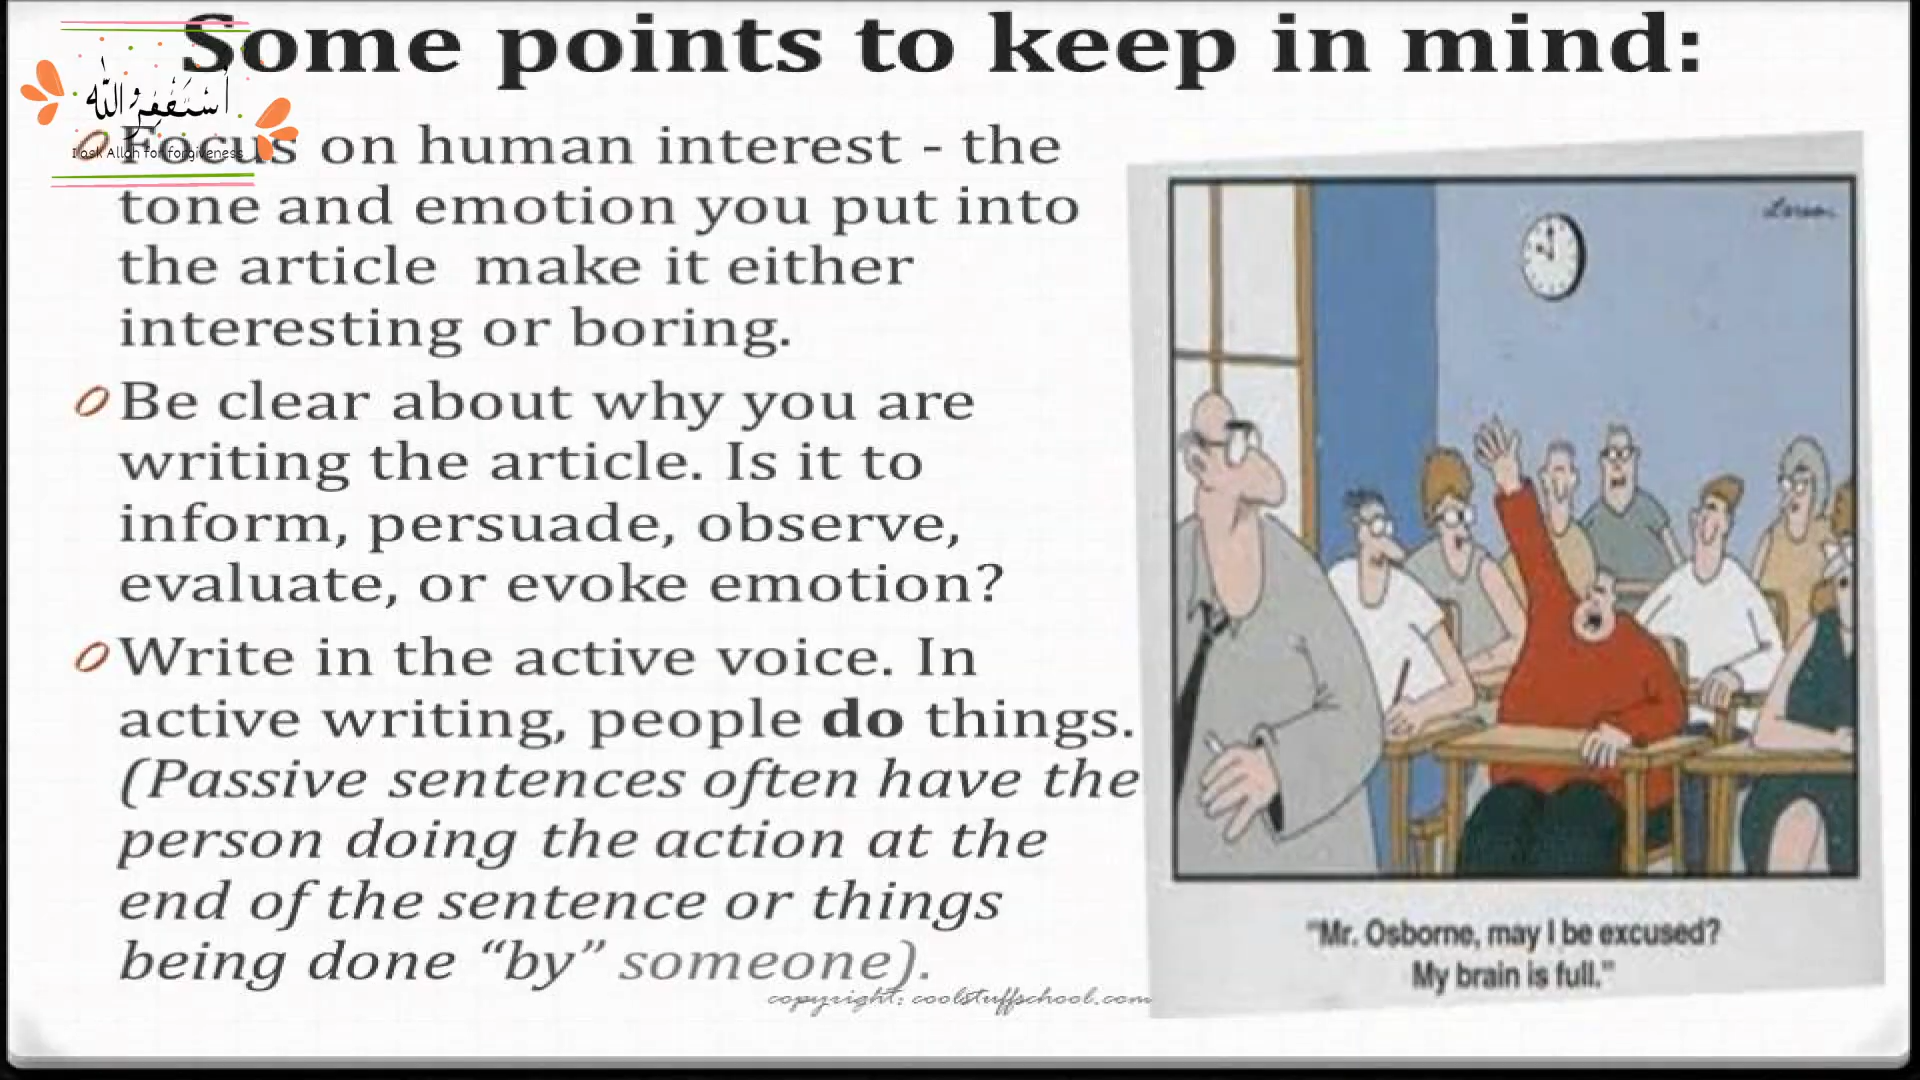 Some points to keep in mind:
أستغفر الله
I ask Allah for forgiveness
Focus on human interest - the
tone and emotion you put into
the article make it either
interesting or boring.
Be clear about why you are
writing the article. Is it to
inform, persuade, observe,
evaluate, or evoke emotion?
Write in the active voice. In
active writing, people do things.
(Passive sentences often have the
person doing the action at the
end of the sentence or things
being done “by” someone).
copyright: coolstuffschool.com
Larson
"Mr. Osborne, may I be excused?
My brain is full."